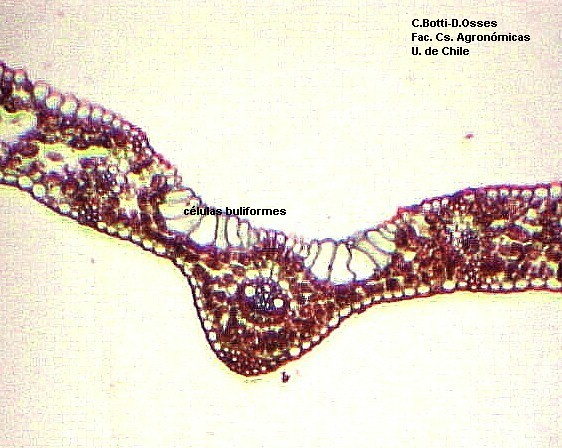 C.Botti-D.Osses
Fac. Cs. Agronómicas
U. de Chile
células buliformes